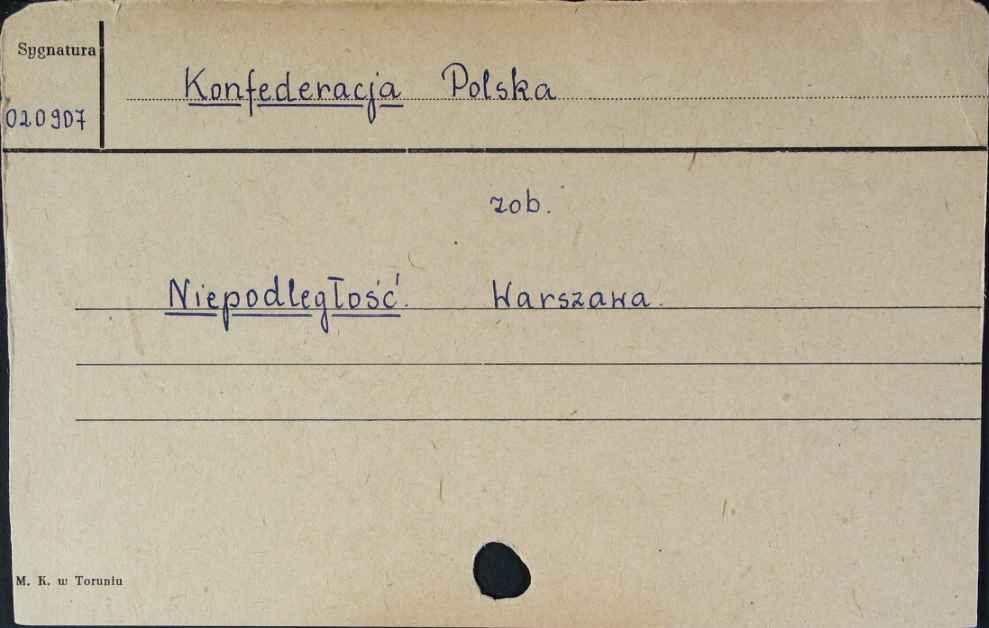 Sygnatura
Konfederacja Polska
020907
zob.
Niepodległość. Warszawa.
M. K. w Toruniu